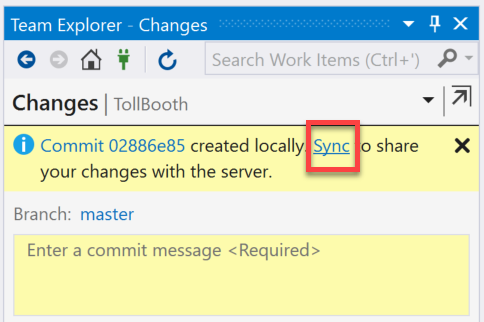 Team Explorer - Changes
Search Work Items (Ctrl+')
Changes | TollBooth
Commit 02886e85 created locally. Sync to share
your changes with the server.
Branch: master
Enter a commit message <Required>